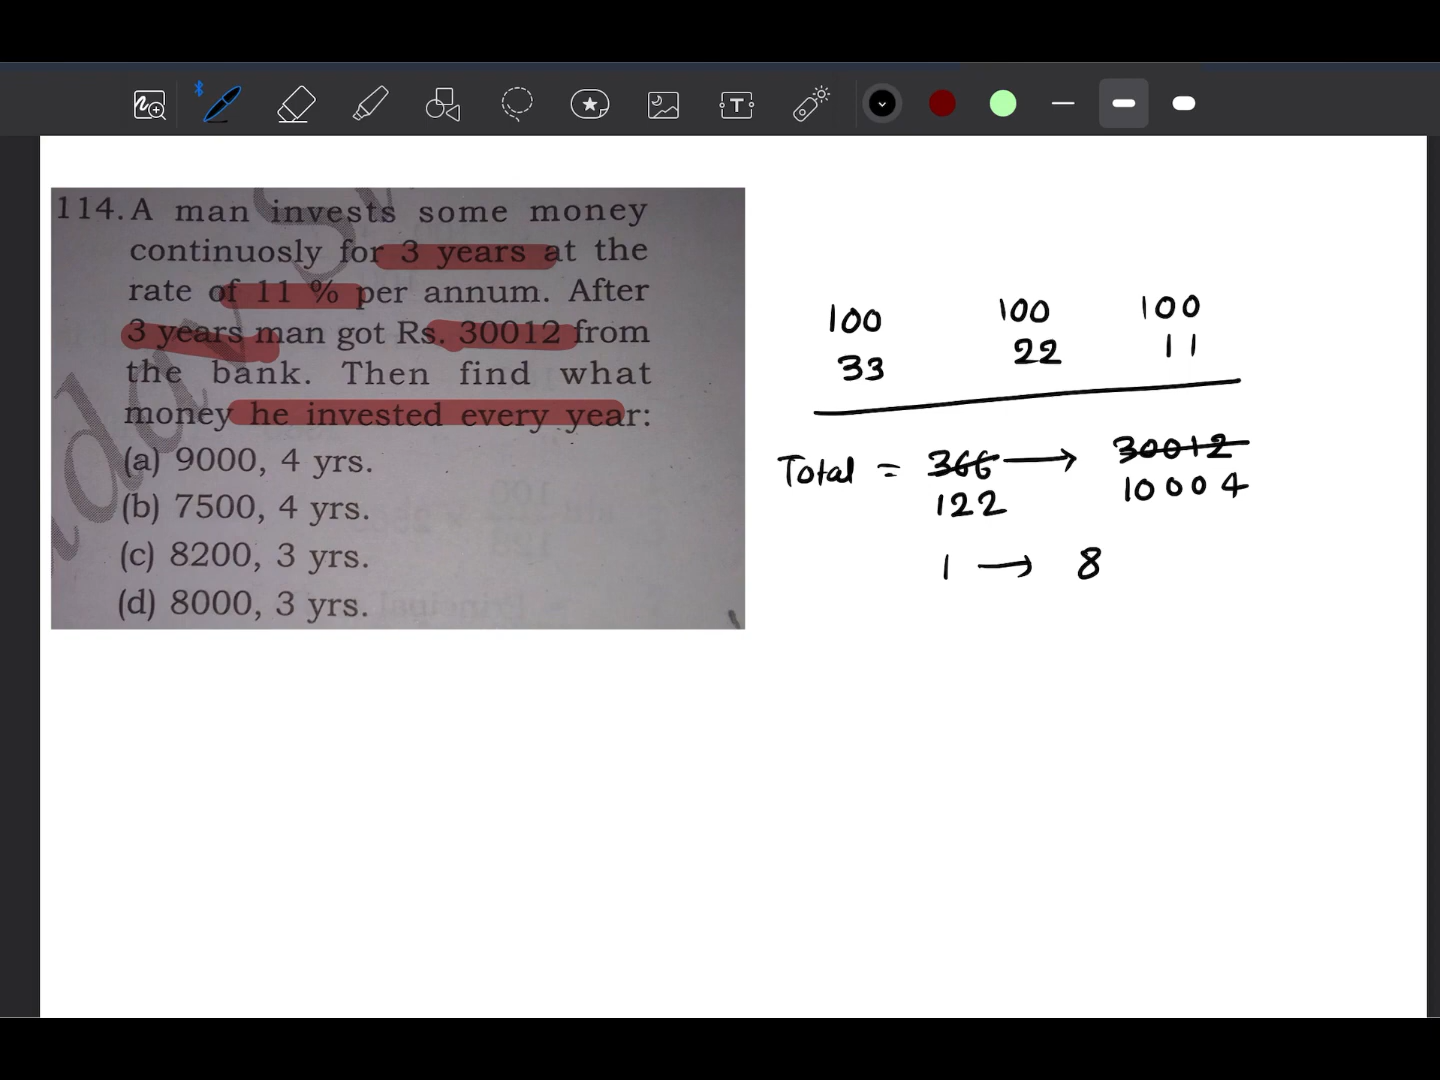 114. A man invests some money
continuosly for 3 years at the
rate of 11 % per annum. After
3 years man got Rs. 30012 from
the bank. Then find what
money he invested every year:
(a) 9000, 4 yrs.
(b) 7500, 4 yrs.
(c) 8200, 3 yrs.
(d) 8000, 3 yrs.
100 100 100
33 22 11
Total = 366 → 30012
122 10004
1 → 8